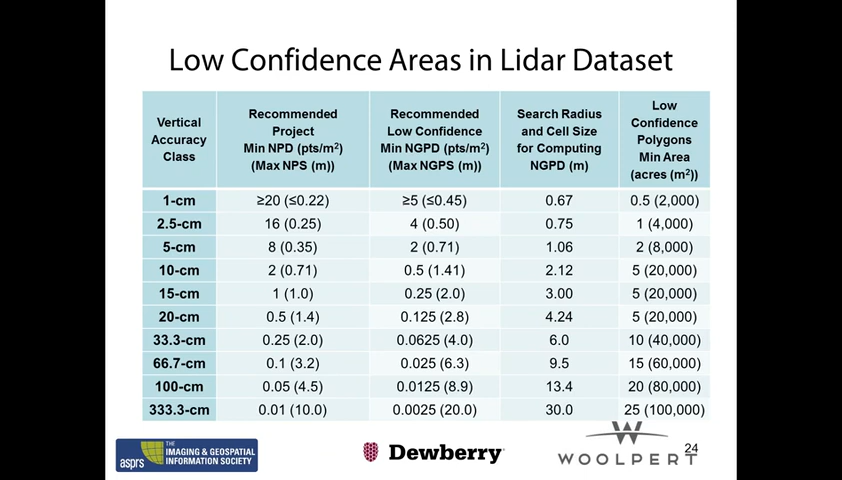 Low Confidence Areas in Lidar Dataset
Vertical
Accuracy
Class
Recommended
Project
Min NPD (pts/m²)
(Max NPS (m))
Recommended
Low Confidence
Min NGPD (pts/m²)
(Max NGPS (m))
Search Radius
and Cell Size
for Computing
NGPD (m)
Low
Confidence
Polygons
Min Area
(acres (m²))
1-cm ≥20 (≤0.22) ≥5 (≤0.45) 0.67 0.5 (2,000)
2.5-cm 16 (0.25) 4 (0.50) 0.75 1 (4,000)
5-cm 8 (0.35) 2 (0.71) 1.06 2 (8,000)
10-cm 2 (0.71) 0.5 (1.41) 2.12 5 (20,000)
15-cm 1 (1.0) 0.25 (2.0) 3.00 5 (20,000)
20-cm 0.5 (1.4) 0.125 (2.8) 4.24 5 (20,000)
33.3-cm 0.25 (2.0) 0.0625 (4.0) 6.0 10 (40,000)
66.7-cm 0.1 (3.2) 0.025 (6.3) 9.5 15 (60,000)
100-cm 0.05 (4.5) 0.0125 (8.9) 13.4 20 (80,000)
333.3-cm 0.01 (10.0) 0.0025 (20.0) 30.0 25 (100,000)
asprs
THE
IMAGING & GEOSPATIAL
INFORMATION SOCIETY
Dewberry
WOOLPERT
24